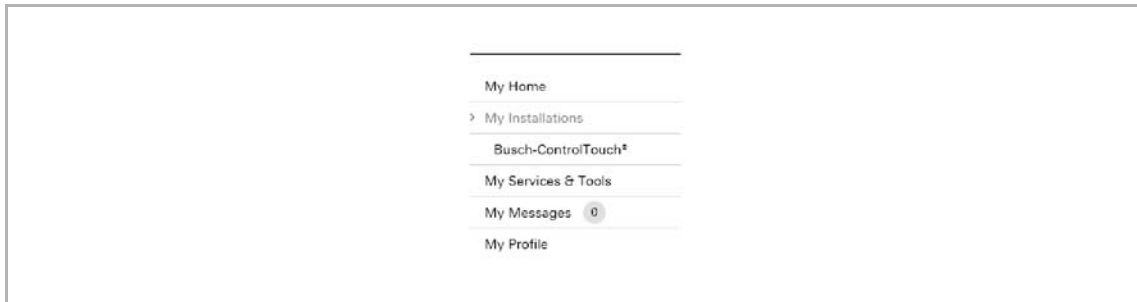 My Home
My Installations
Busch-ControlTouch®
My Services & Tools
My Messages 0
My Profile